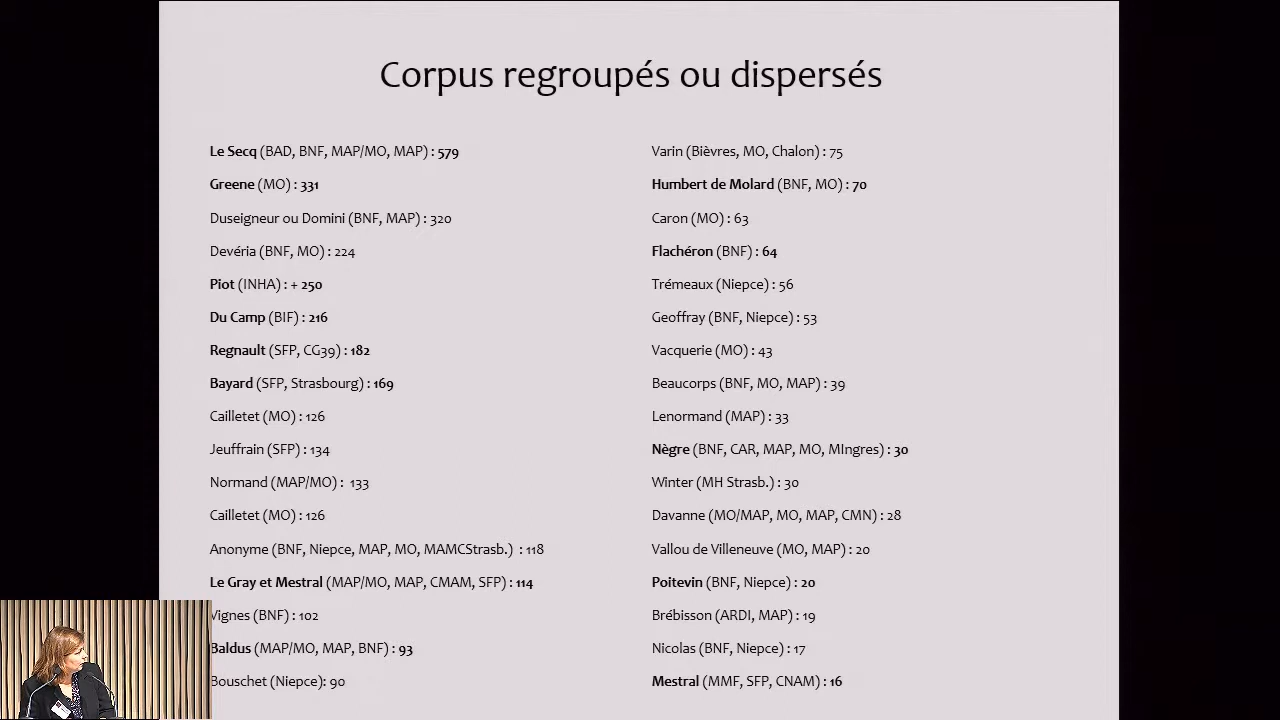 Corpus regroupés ou dispersés
Le Secq (BAD, BNF, MAP/MO, MAP) : 579
Greene (MO) : 331
Duseigneur ou Domini (BNF, MAP) : 320
Devéria (BNF, MO) : 224
Piot (INHA) : + 250
Du Camp (BIF) : 216
Regnault (SFP, CG39) : 182
Bayard (SFP, Strasbourg) : 169
Cailletet (MO) : 126
Jeuffrain (SFP) : 134
Normand (MAP/MO) : 133
Cailletet (MO) : 126
Anonyme (BNF, Niepce, MAP, MO, MAMCStrasb.) : 118
Le Gray et Mestral (MAP/MO, MAP, CMAM, SFP) : 114
Vignes (BNF) : 102
Baldus (MAP/MO, MAP, BNF) : 93
Bouschet (Niepce): 90
Varin (Bièvres, MO, Chalon) : 75
Humbert de Molard (BNF, MO) : 70
Caron (MO) : 63
Flachéron (BNF) : 64
Trémeaux (Niepce) : 56
Geoffray (BNF, Niepce) : 53
Vacquerie (MO) : 43
Beaucorps (BNF, MO, MAP) : 39
Lenormand (MAP) : 33
Nègre (BNF, CAR, MAP, MO, MIngres) : 30
Winter (MH Strasb.) : 30
Davanne (MO/MAP, MO, MAP, CMN) : 28
Vallou de Villeneuve (MO, MAP) : 20
Poitevin (BNF, Niepce) : 20
Brébisson (ARDI, MAP) : 19
Nicolas (BNF, Niepce) : 17
Mestral (MMF, SFP, CNAM) : 16